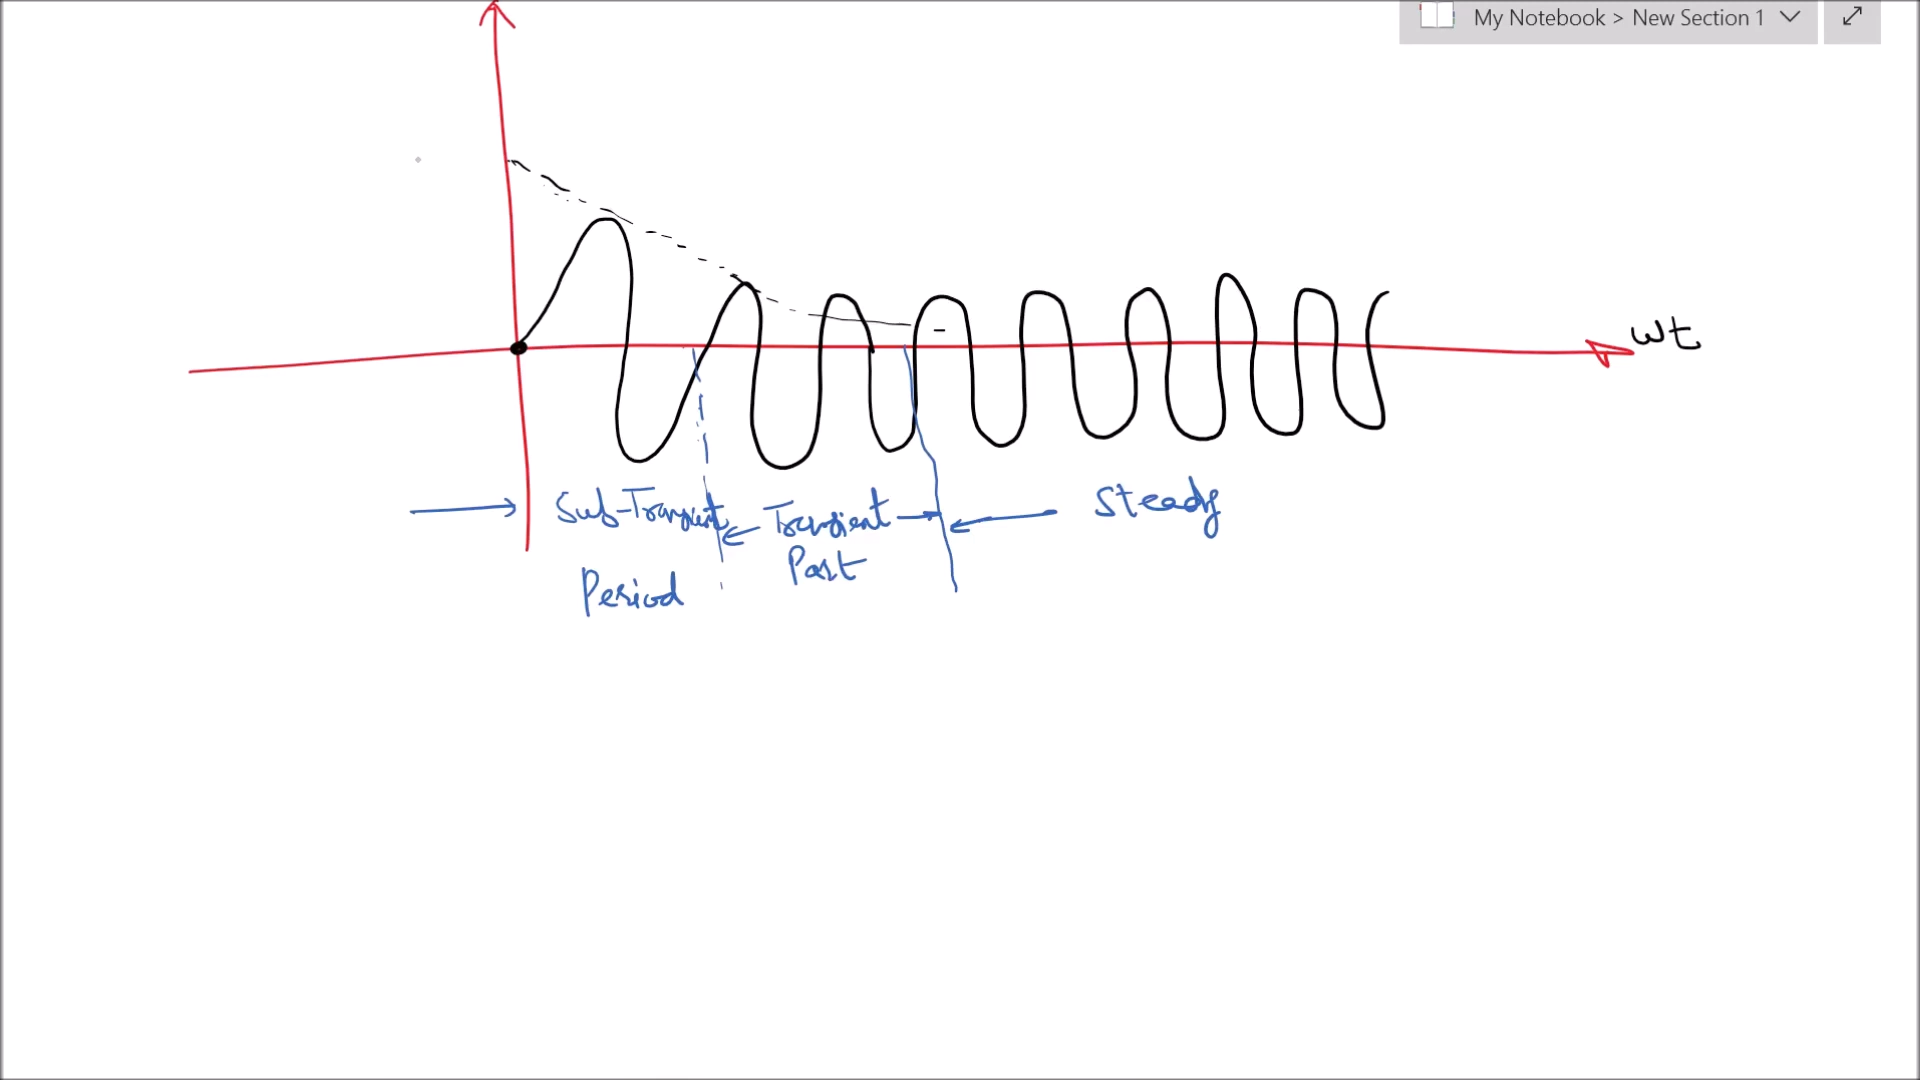 My Notebook > New Section 1
wt
Sub-Transient
Transient
Steady
Part
Period